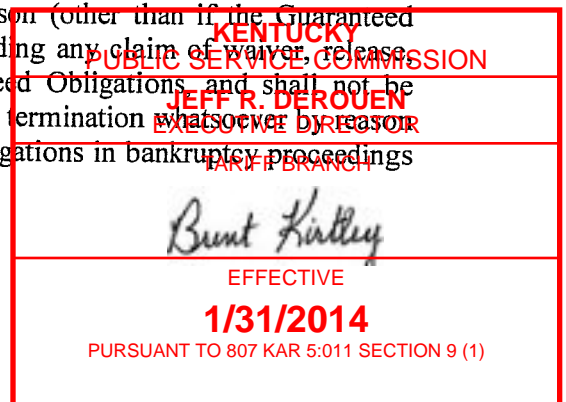 son (other than if the Guaranteed
KENTUCKY
ding any claim of waiver, release,
PUBLIC SERVICE COMMISSION
ed Obligations, and shall not be
JEFF R. DEROUEN
termination whatsoever by reason
EXECUTIVE DIRECTOR
gations in bankruptcy proceedings
TARIFF BRANCH
Bunt Kirtley
EFFECTIVE
1/31/2014
PURSUANT TO 807 KAR 5:011 SECTION 9 (1)